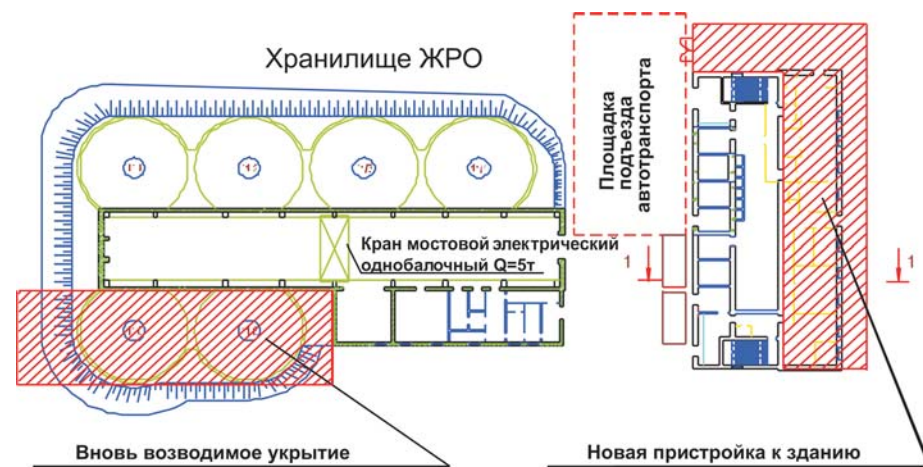 Хранилище ЖРО
Площадка
подъезда
автотранспорта
Кран мостовой электрический
однобалочный Q=5т
1
1
Вновь возводимое укрытие
Новая пристройка к зданию